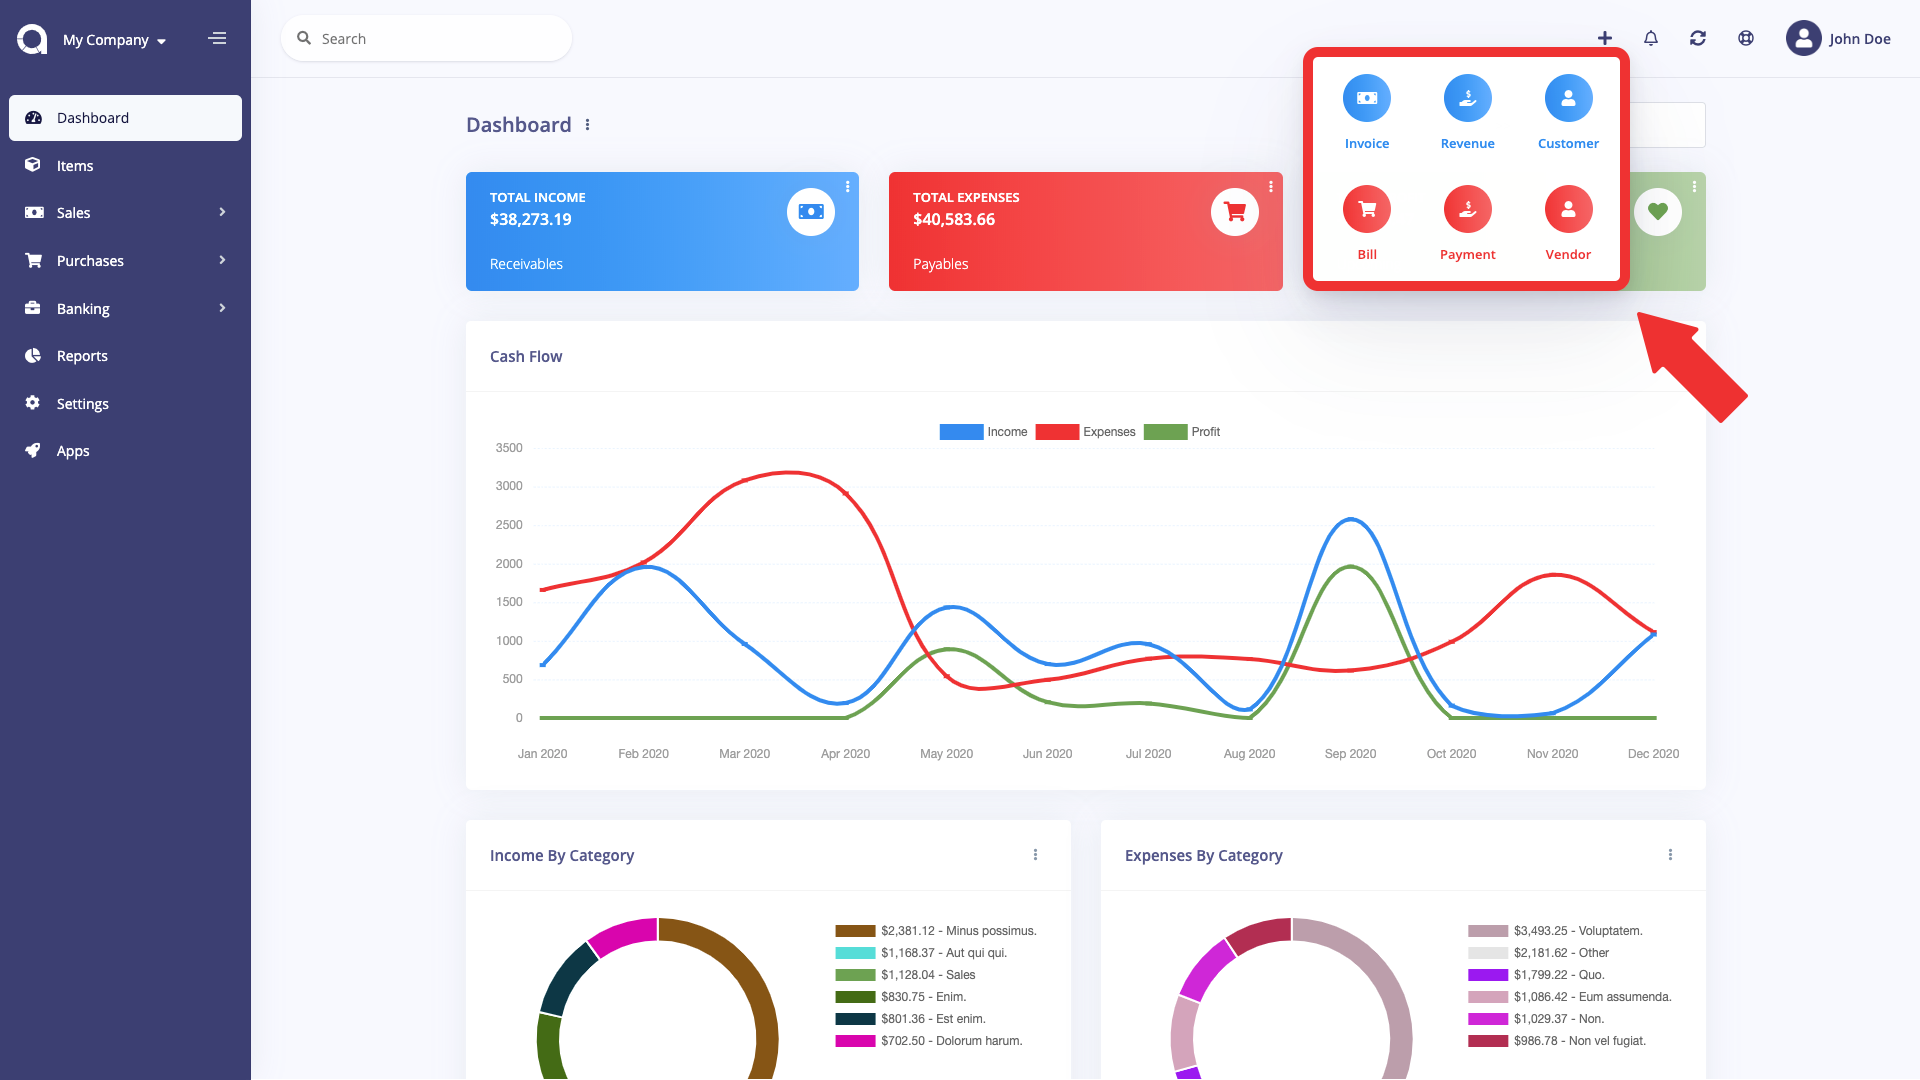 My Company
Search
John Doe
Dashboard
Items
Sales
Purchases
Banking
Reports
Settings
Apps
Dashboard
Invoice
Revenue
Customer
Bill
Payment
Vendor
TOTAL INCOME
$38,273.19
Receivables
TOTAL EXPENSES
$40,583.66
Payables
Cash Flow
Income
Expenses
Profit
3500
3000
2500
2000
1500
1000
500
0
Jan 2020
Feb 2020
Mar 2020
Apr 2020
May 2020
Jun 2020
Jul 2020
Aug 2020
Sep 2020
Oct 2020
Nov 2020
Dec 2020
Income By Category
$2,381.12 - Minus possimus.
$1,168.37 - Aut qui qui.
$1,128.04 - Sales
$830.75 - Enim.
$801.36 - Est enim.
$702.50 - Dolorum harum.
Expenses By Category
$3,493.25 - Voluptatem.
$2,181.62 - Other
$1,799.22 - Quo.
$1,086.42 - Eum assumenda.
$1,029.37 - Non.
$986.78 - Non vel fugiat.